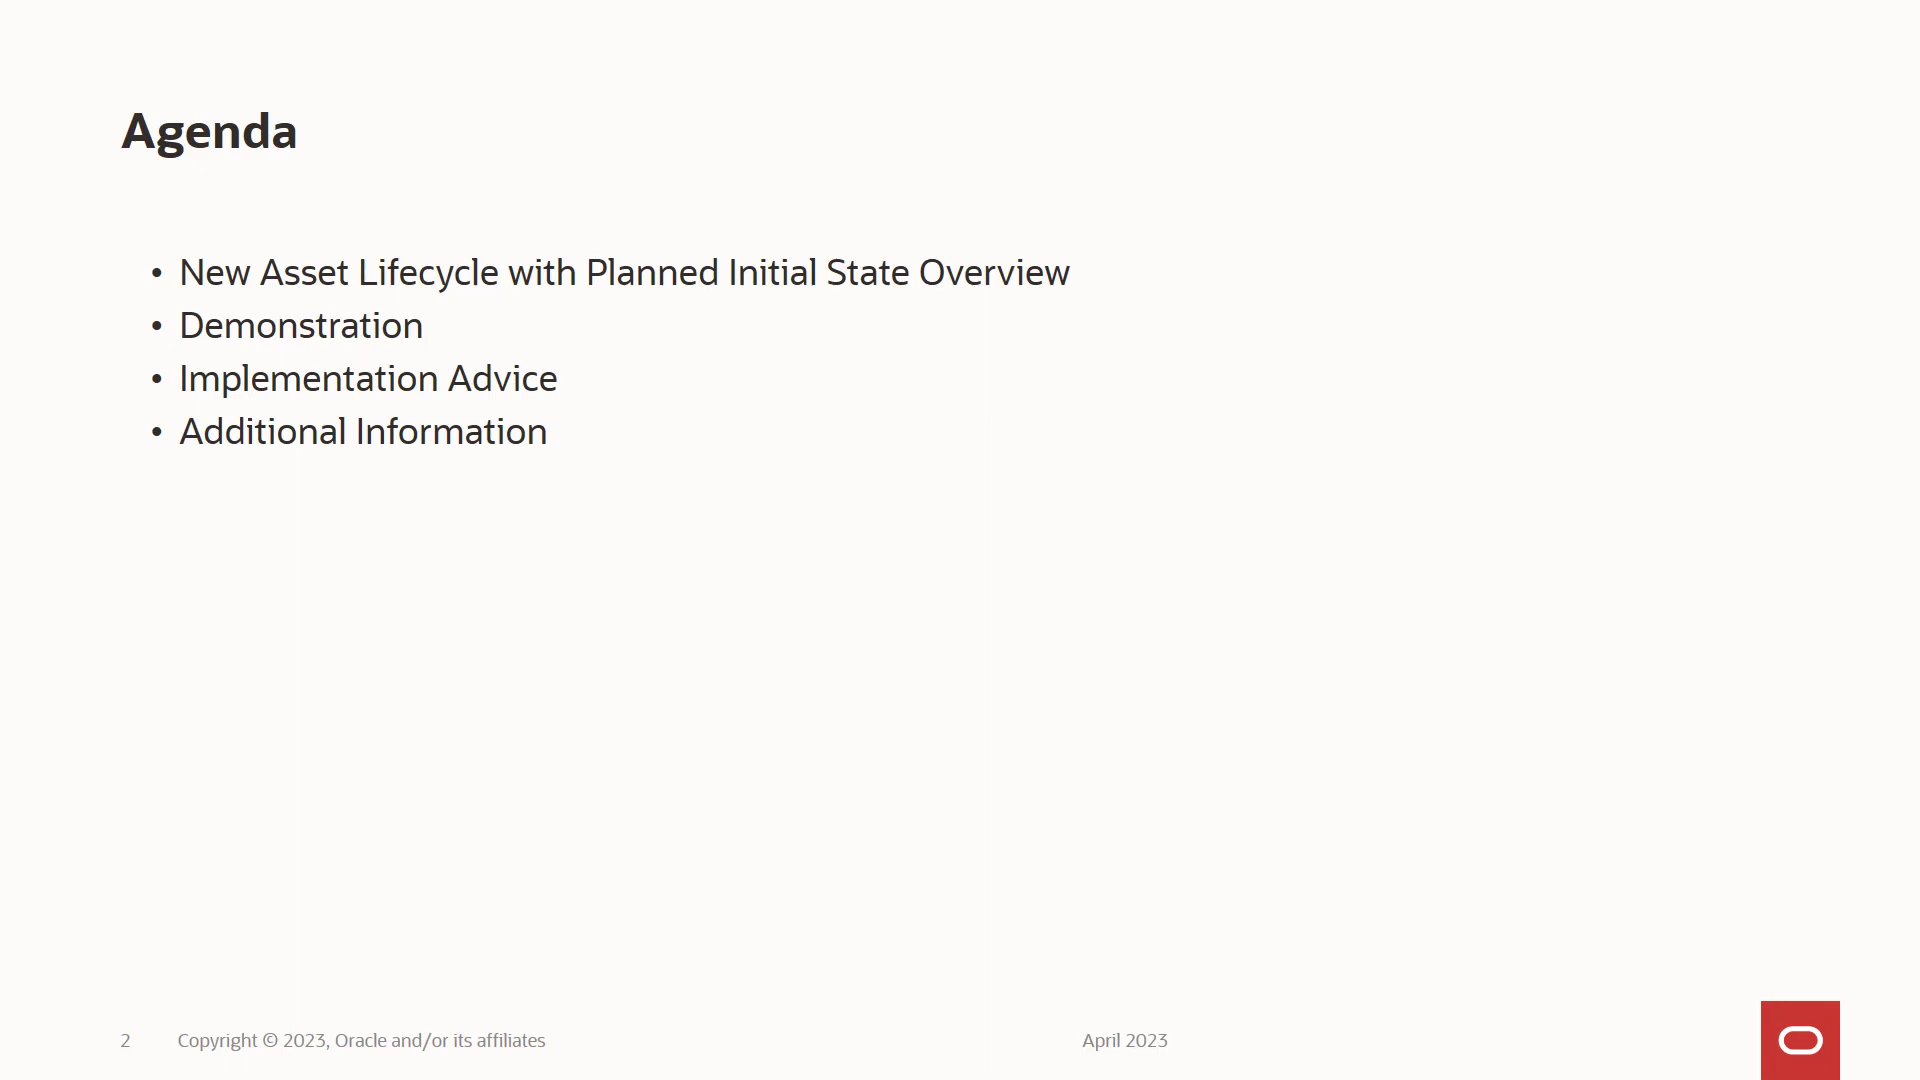 Agenda
• New Asset Lifecycle with Planned Initial State Overview
• Demonstration
• Implementation Advice
• Additional Information
2 Copyright © 2023, Oracle and/or its affiliates April 2023